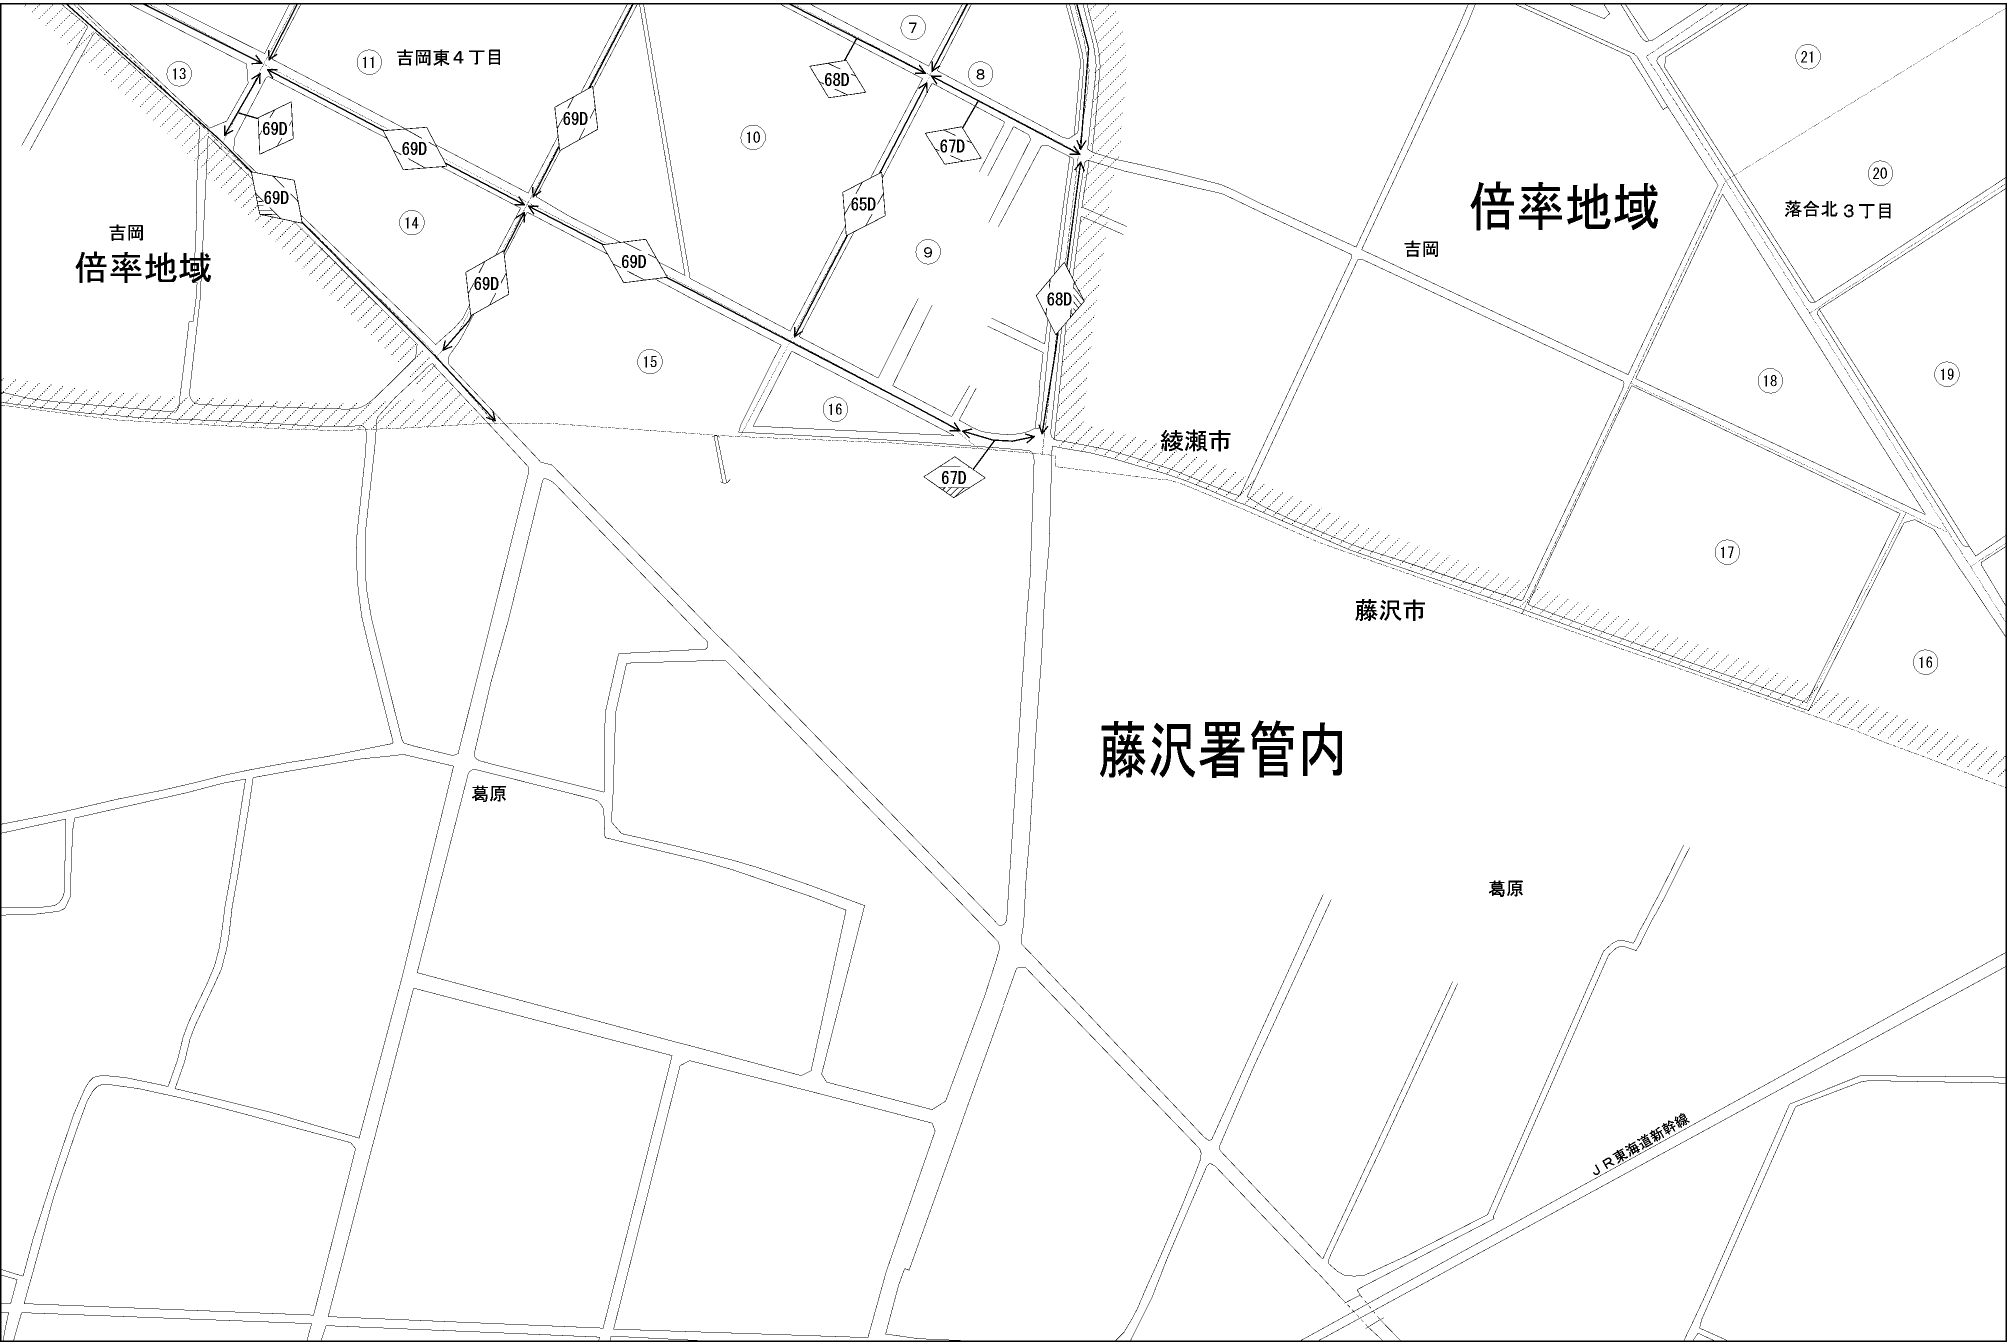 ⑦
㉑
吉岡東４丁目
⑪
⑬
⑧
68D
69D
69D
69D
⑩
67D
69D
⑳
65D
落合北３丁目
倍率地域
⑭
吉岡
吉岡
⑨
倍率地域
69D
69D
68D
⑮
⑲
⑱
⑯
綾瀬市
67D
⑰
藤沢市
⑯
藤沢署管内
葛原
葛原
ＪＲ東海道新幹線